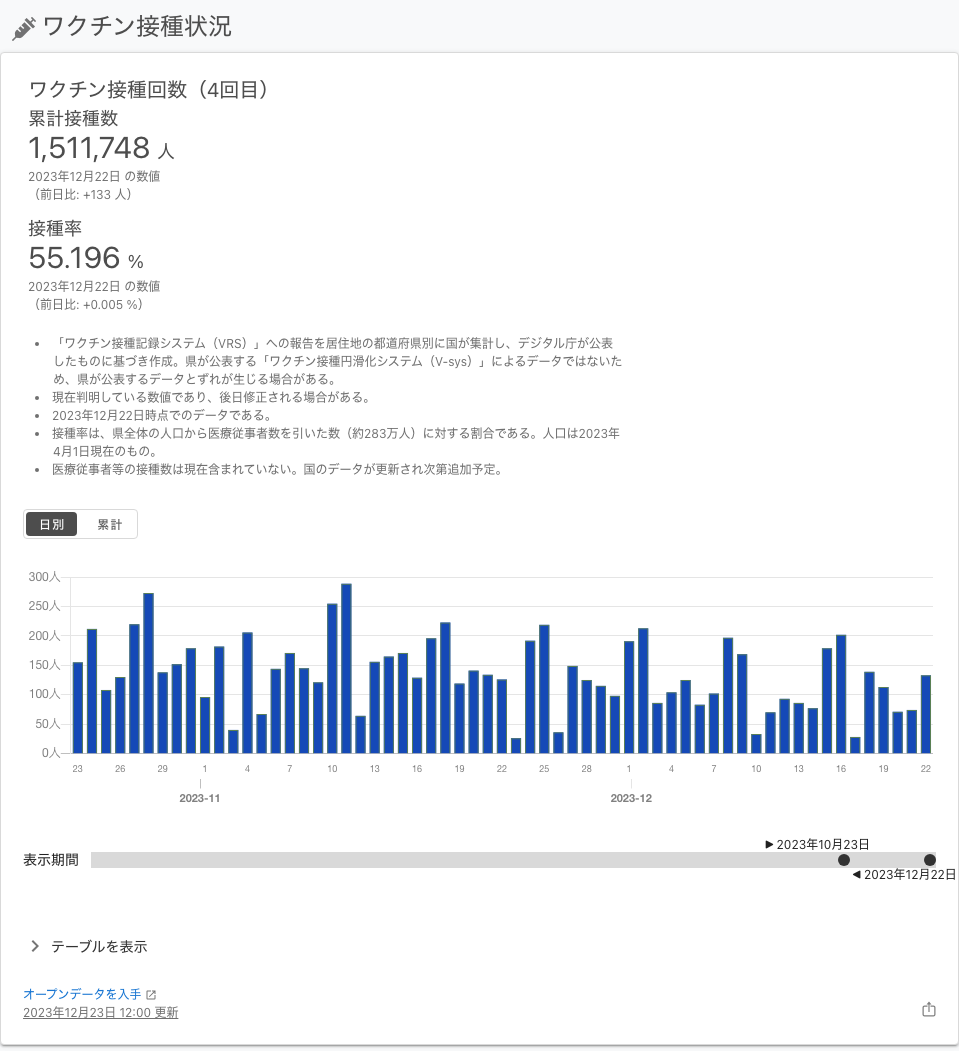 ワクチン接種状況
ワクチン接種回数（4回目）
累計接種数
1,511,748 人
2023年12月22日 の数値
（前日比: +133 人）
接種率
55.196 %
2023年12月22日 の数値
（前日比: +0.005 %）
「ワクチン接種記録システム（VRS）」への報告を居住地の都道府県別に国が集計し、デジタル庁が公表
したものに基づき作成。県が公表する「ワクチン接種円滑化システム（V-sys）」によるデータではないた
め、県が公表するデータとずれが生じる場合がある。
現在判明している数値であり、後日修正される場合がある。
2023年12月22日時点でのデータである。
接種率は、県全体の人口から医療従事者数を引いた数（約283万人）に対する割合である。人口は2023年
4月1日現在のもの。
医療従事者等の接種数は現在含まれていない。国のデータが更新され次第追加予定。
日別 累計
300人
250人
200人
150人
100人
50人
0人
23 26 29 1 4 7 10 13 16 19 22 25 28 1 4 7 10 13 16 19 22
2023-11 2023-12
▶ 2023年10月23日
表示期間
◀ 2023年12月22日
テーブルを表示
オープンデータを入手
2023年12月23日 12:00 更新